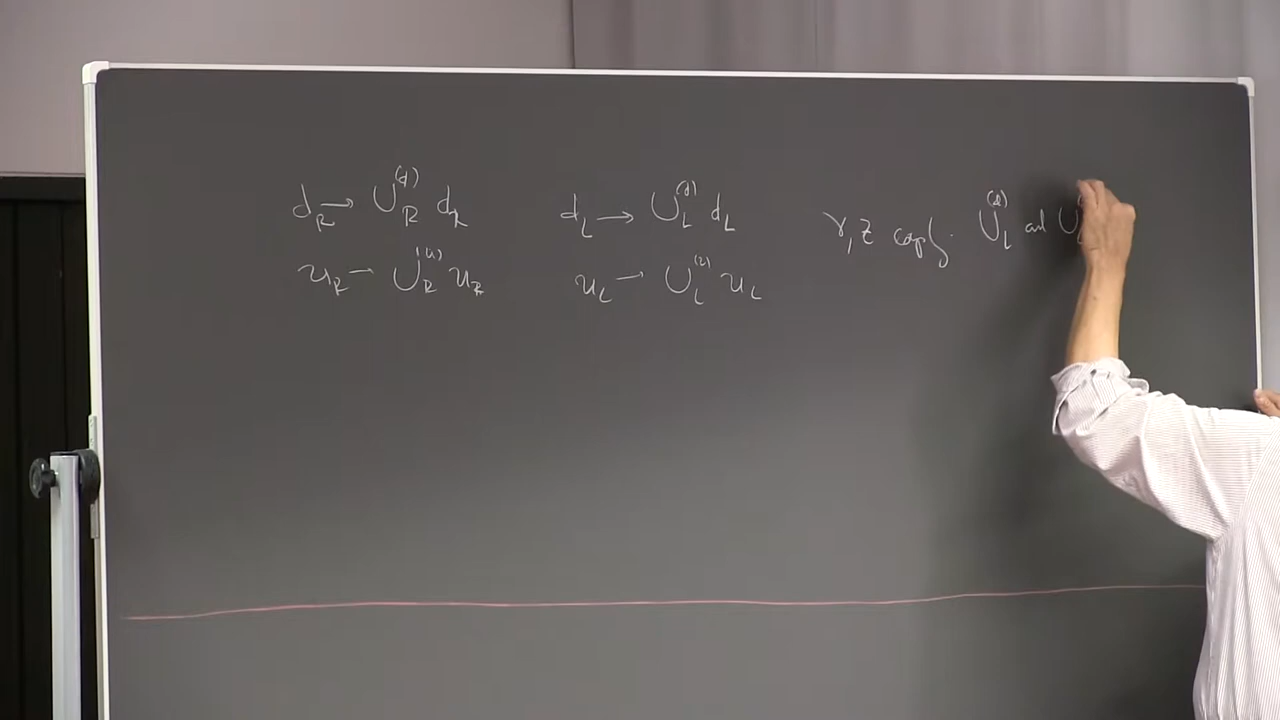 d_R → U_R^(d) d_R   d_L → U_L^(d) d_L   γ, Z coupl. U_L^(d) and U
u_R → U_R^(u) u_R   u_L → U_L^(u) u_L